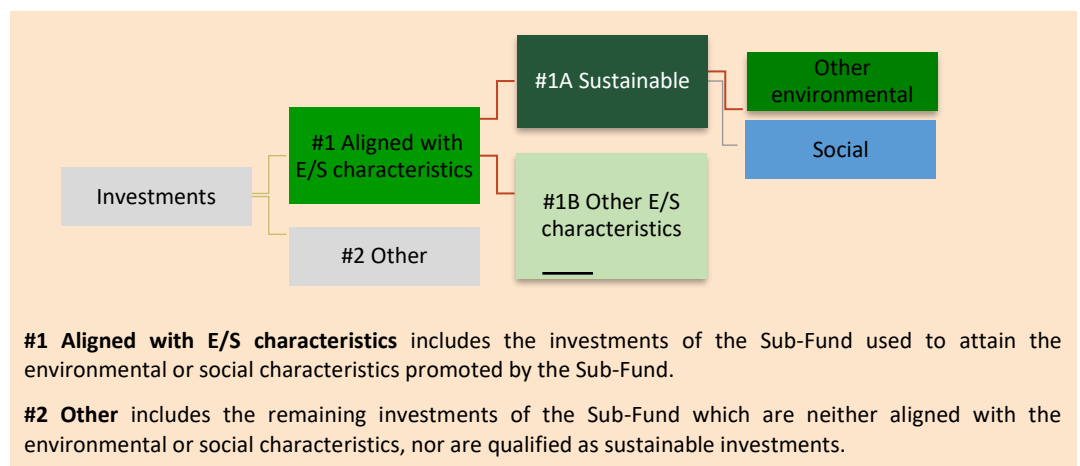 Investments
#1 Aligned with
E/S characteristics
#2 Other
#1A Sustainable
#1B Other E/S
characteristics
Other
environmental
Social
#1 Aligned with E/S characteristics includes the investments of the Sub-Fund used to attain the
environmental or social characteristics promoted by the Sub-Fund.
#2 Other includes the remaining investments of the Sub-Fund which are neither aligned with the
environmental or social characteristics, nor are qualified as sustainable investments.